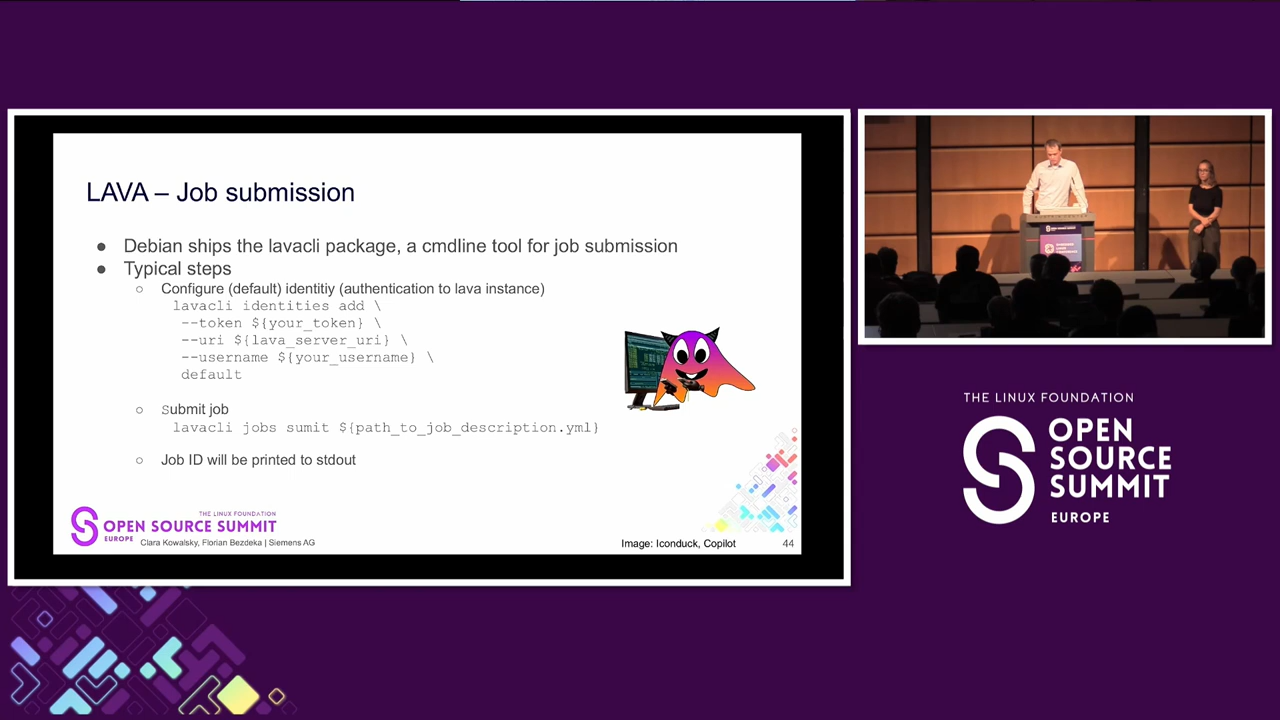 LAVA – Job submission
● Debian ships the lavacli package, a cmdline tool for job submission
● Typical steps
○ Configure (default) identitiy (authentication to lava instance)
lavacli identities add \
--token ${your_token} \
--uri ${lava_server_uri} \
--username ${your_username} \
default
○ Submit job
lavacli jobs sumit ${path_to_job_description.yml}
○ Job ID will be printed to stdout
THE LINUX FOUNDATION
OPEN SOURCE SUMMIT
EUROPE
Clara Kowalsky, Florian Bezdeka | Siemens AG
Image: Iconduck, Copilot
44
THE LINUX FOUNDATION
OPEN
SOURCE
SUMMIT
EUROPE